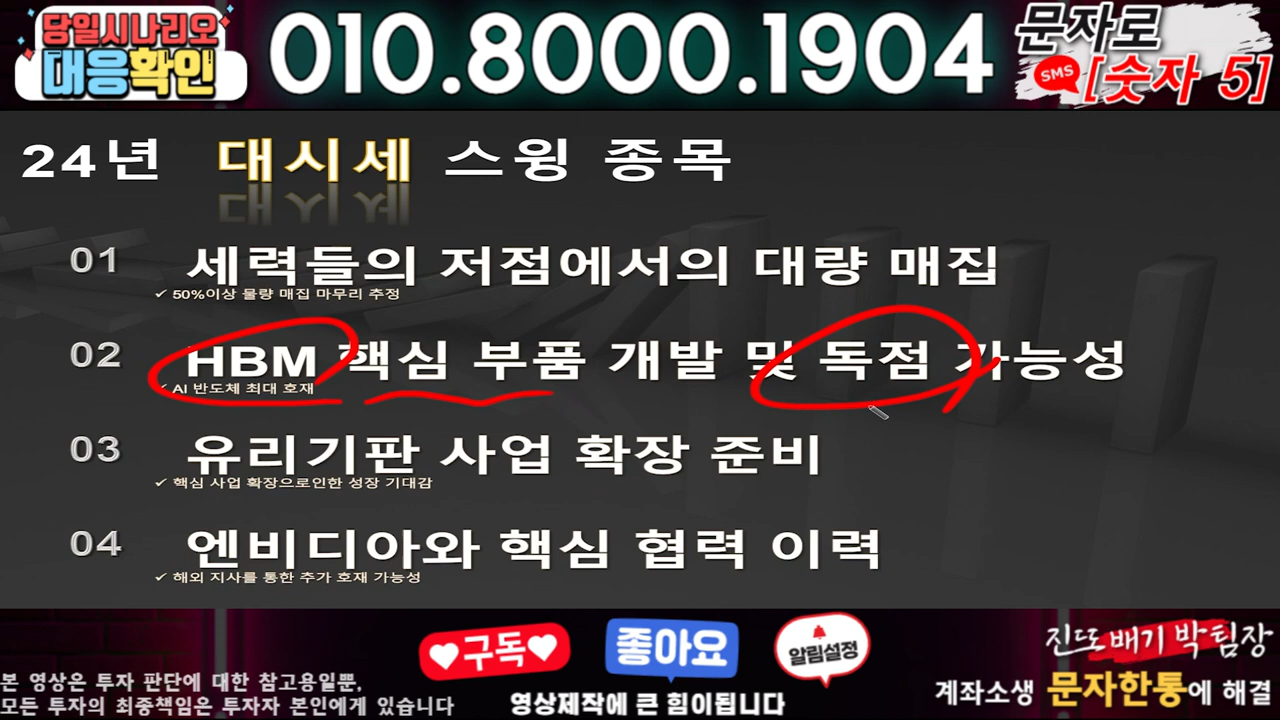 당일시나리오
대응확인
010.8000.1904
문자로
SMS [숫자 5]
24년 대시세 스윙 종목
01 세력들의 저점에서의 대량 매집
✓ 50%이상 물량 매집 마무리 추정
02 HBM 핵심 부품 개발 및 독점 가능성
✓ AI 반도체 최대 호재
03 유리기판 사업 확장 준비
✓ 핵심 사업 확장으로인한 성장 기대감
04 엔비디아와 핵심 협력 이력
✓ 해외 지사를 통한 추가 호재 가능성
구독
좋아요
알림설정
영상제작에 큰 힘이됩니다
본 영상은 투자 판단에 대한 참고용일뿐,
모든 투자의 최종책임은 투자자 본인에게 있습니다
진또배기 박팀장
계좌소생 문자한통에 해결